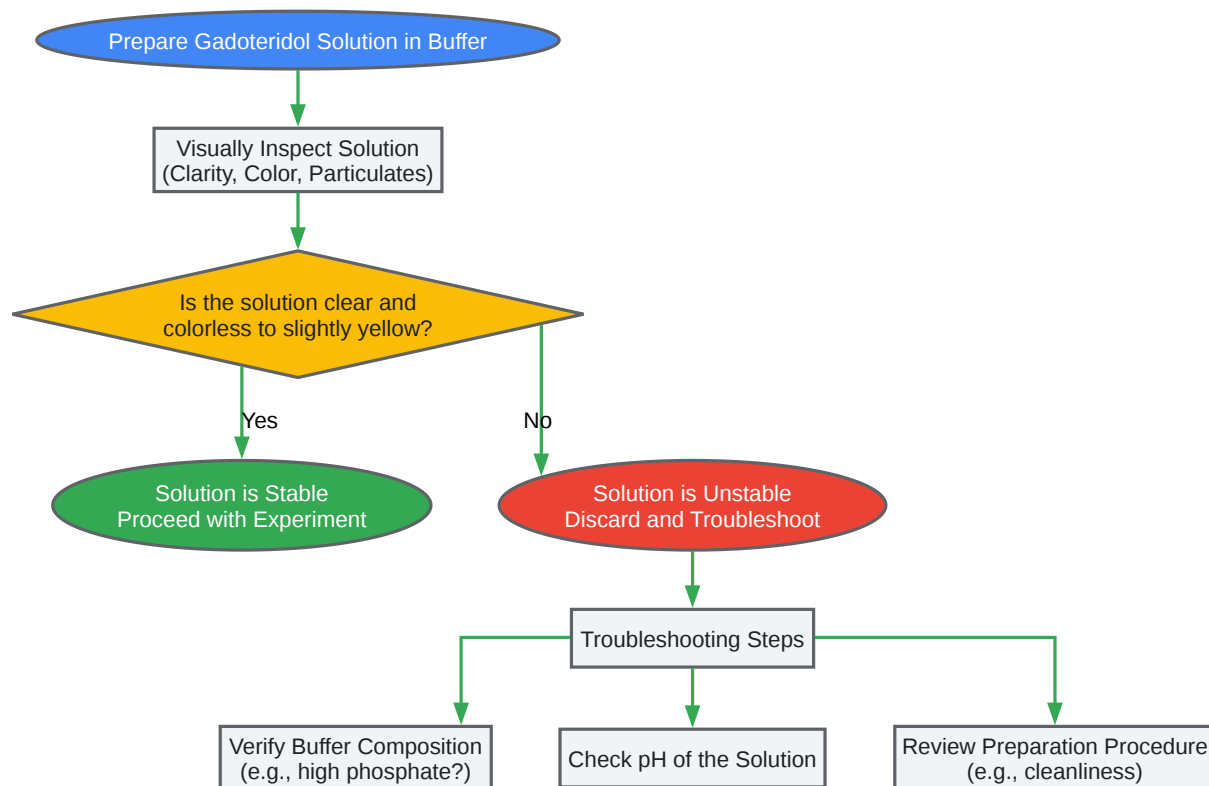 Prepare Gadoteridol Solution in Buffer
Visually Inspect Solution
(Clarity, Color, Particulates)
Is the solution clear and
colorless to slightly yellow?
Yes
No
Solution is Stable
Proceed with Experiment
Solution is Unstable
Discard and Troubleshoot
Troubleshooting Steps
Verify Buffer Composition
(e.g., high phosphate?)
Check pH of the Solution
Review Preparation Procedure
(e.g., cleanliness)